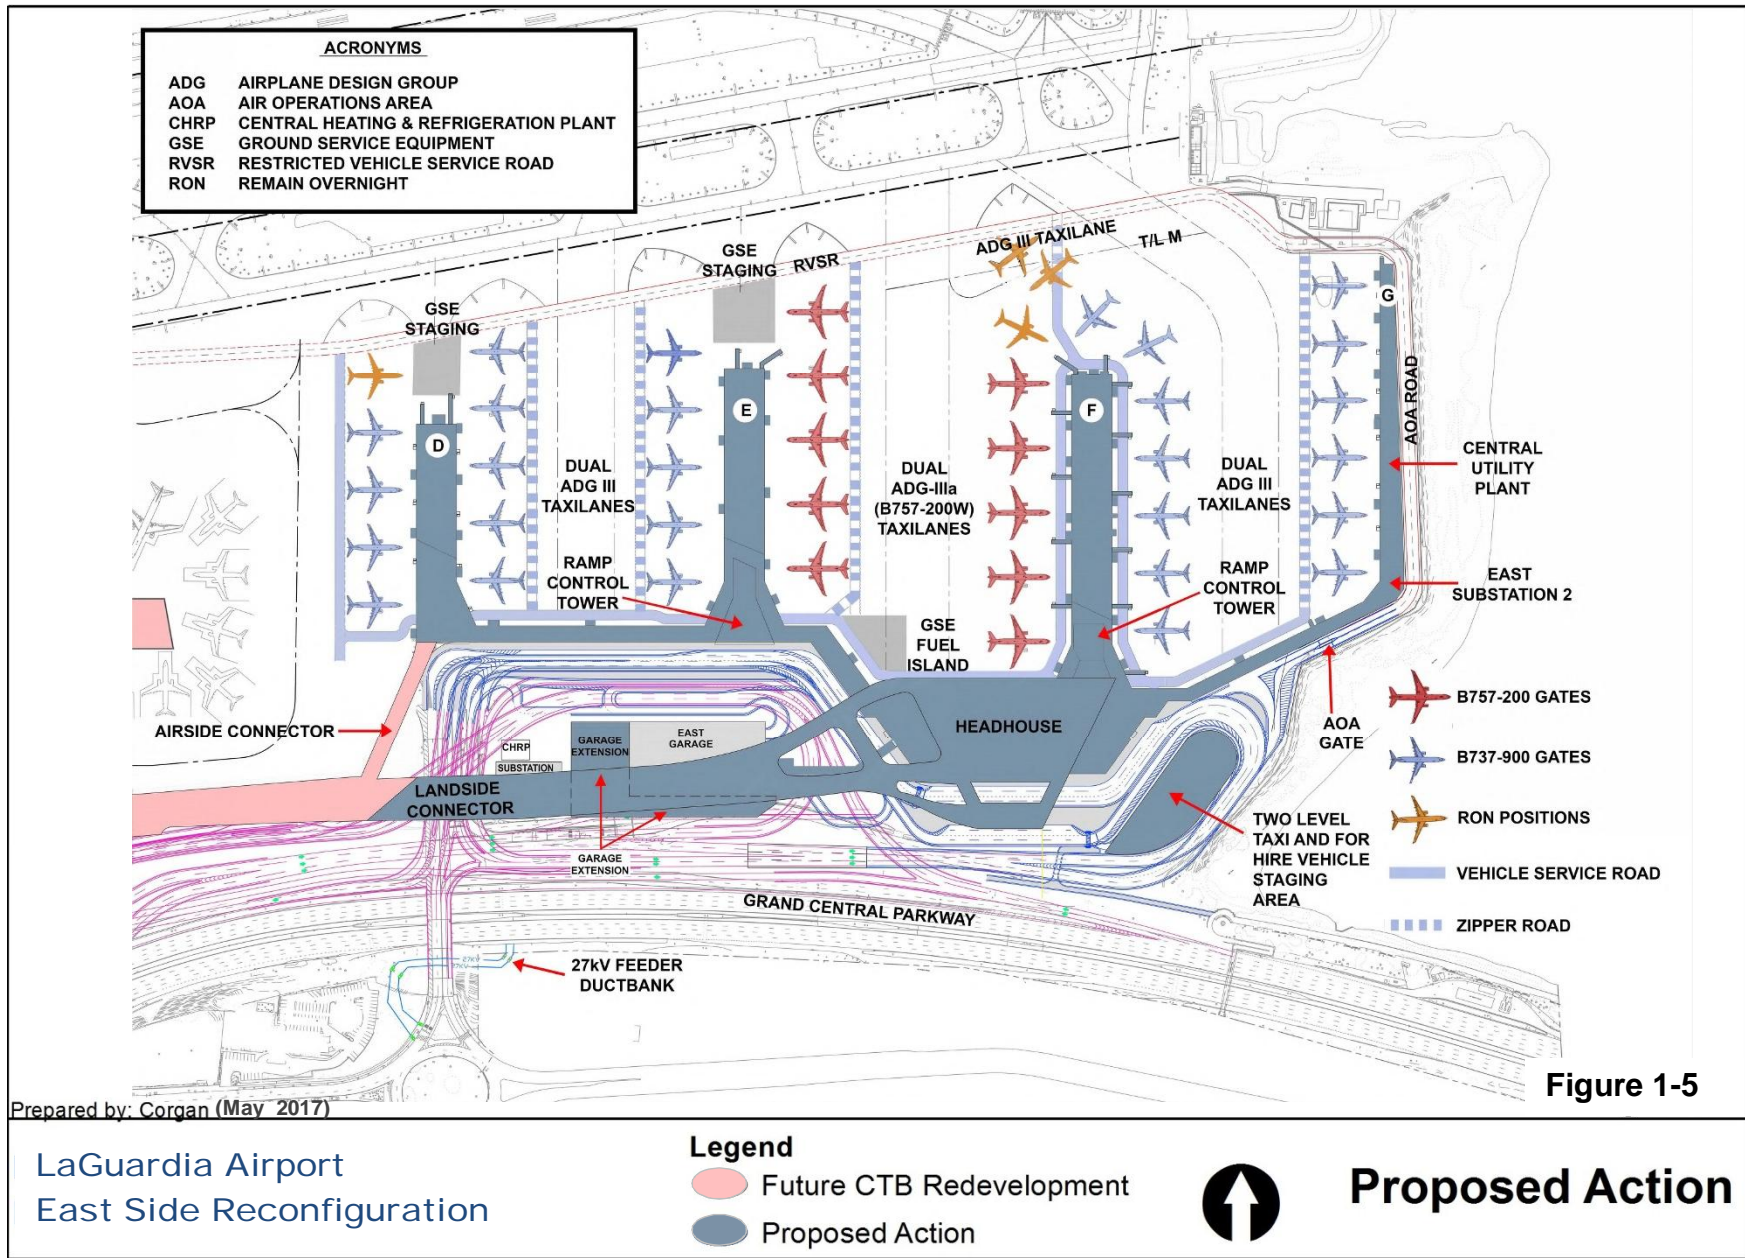 ACRONYMS
ADG AIRPLANE DESIGN GROUP
AOA AIR OPERATIONS AREA
CHRP CENTRAL HEATING & REFRIGERATION PLANT
GSE GROUND SERVICE EQUIPMENT
RVSR RESTRICTED VEHICLE SERVICE ROAD
RON REMAIN OVERNIGHT
GSE
STAGING
GSE
STAGING
RVSR
ADG III TAXILANE
T/L M
G
AOA ROAD
D
E
F
DUAL
ADG III
TAXILANES
DUAL
ADG-IIIa
(B757-200W)
TAXILANES
DUAL
ADG III
TAXILANES
CENTRAL
UTILITY
PLANT
RAMP
CONTROL
TOWER
RAMP
CONTROL
TOWER
EAST
SUBSTATION 2
GSE
FUEL
ISLAND
AIRSIDE CONNECTOR
CHRP
SUBSTATION
GARAGE
EXTENSION
EAST
GARAGE
HEADHOUSE
AOA
GATE
LANDSIDE
CONNECTOR
GARAGE
EXTENSION
GRAND CENTRAL PARKWAY
TWO LEVEL
TAXI AND FOR
HIRE VEHICLE
STAGING
AREA
27kV FEEDER
DUCTBANK
27kV
B757-200 GATES
B737-900 GATES
RON POSITIONS
VEHICLE SERVICE ROAD
ZIPPER ROAD
Figure 1-5
Prepared by: Corgan (May 2017)
LaGuardia Airport
East Side Reconfiguration
Legend
Future CTB Redevelopment
Proposed Action
Proposed Action